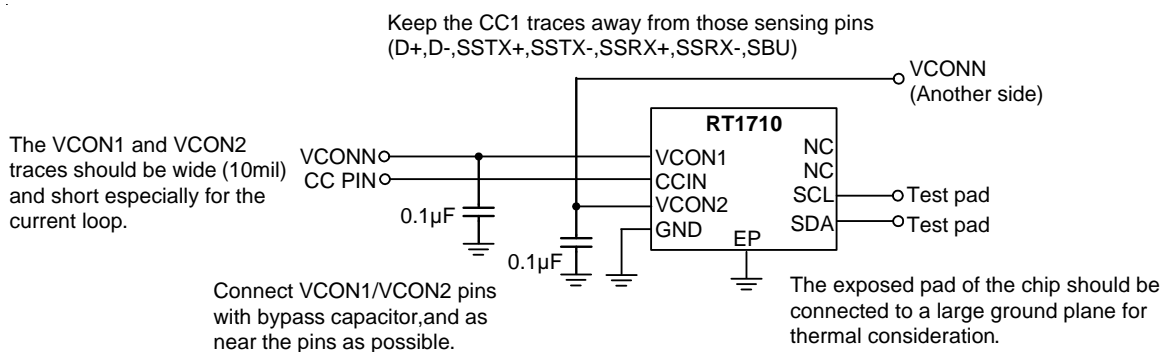 Keep the CC1 traces away from those sensing pins
(D+,D-,SSTX+,SSTX-,SSRX+,SSRX-,SBU)
VCONN
(Another side)
RT1710
The VCON1 and VCON2
traces should be wide (10mil)
and short especially for the
current loop.
VCONN
CC PIN
0.1µF
0.1µF
VCON1
CCIN
VCON2
GND
EP
NC
NC
SCL
SDA
Test pad
Test pad
Connect VCON1/VCON2 pins
with bypass capacitor,and as
near the pins as possible.
The exposed pad of the chip should be
connected to a large ground plane for
thermal consideration.